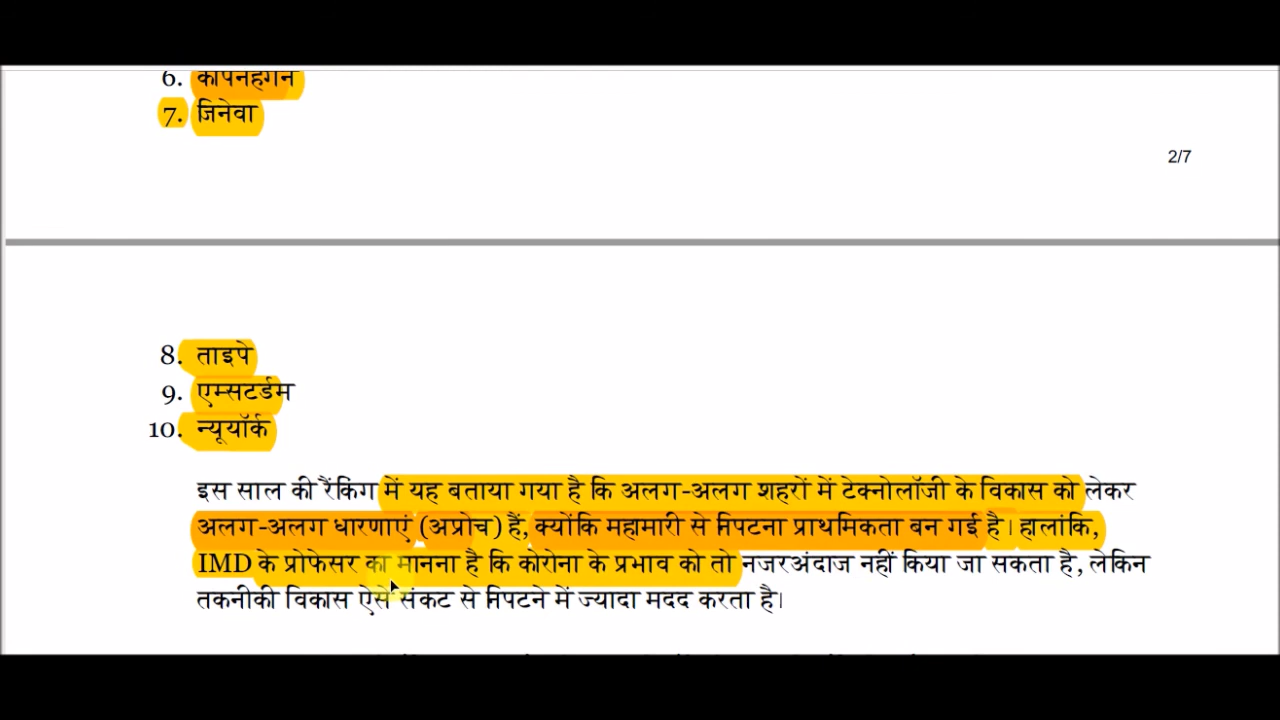 6. कोपेनहेगन
7. जिनेवा
2/7
8. ताइपे
9. एम्सटर्डम
10. न्यूयॉर्क
इस साल की रैंकिंग में यह बताया गया है कि अलग-अलग शहरों में टेक्नोलॉजी के विकास को लेकर
अलग-अलग धारणाएं (अप्रोच) हैं, क्योंकि महामारी से निपटना प्राथमिकता बन गई है। हालांकि,
IMD के प्रोफेसर का मानना है कि कोरोना के प्रभाव को तो नजरअंदाज नहीं किया जा सकता है, लेकिन
तकनीकी विकास ऐसे संकट से निपटने में ज्यादा मदद करता है।